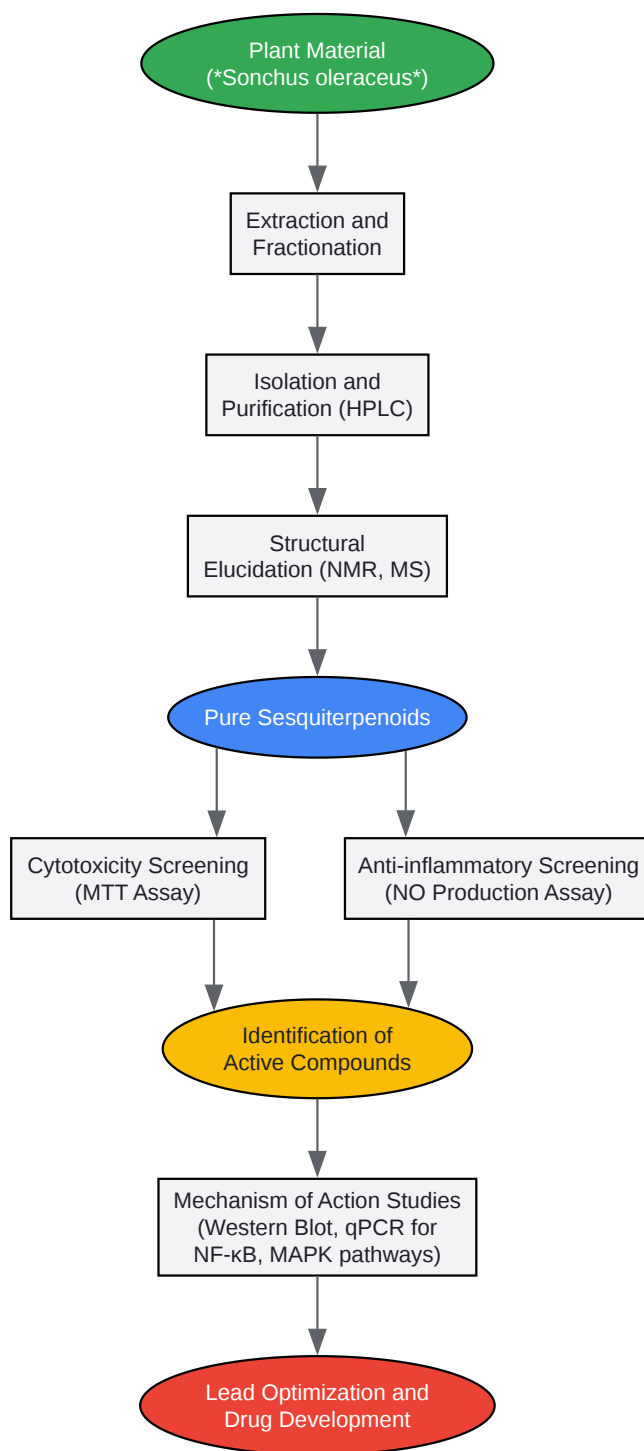 Plant Material
(*Sonchus oleraceus*)
Extraction and
Fractionation
Isolation and
Purification (HPLC)
Structural
Elucidation (NMR, MS)
Pure Sesquiterpenoids
Cytotoxicity Screening
(MTT Assay)
Anti-inflammatory Screening
(NO Production Assay)
Identification of
Active Compounds
Mechanism of Action Studies
(Western Blot, qPCR for
NF-κB, MAPK pathways)
Lead Optimization and
Drug Development